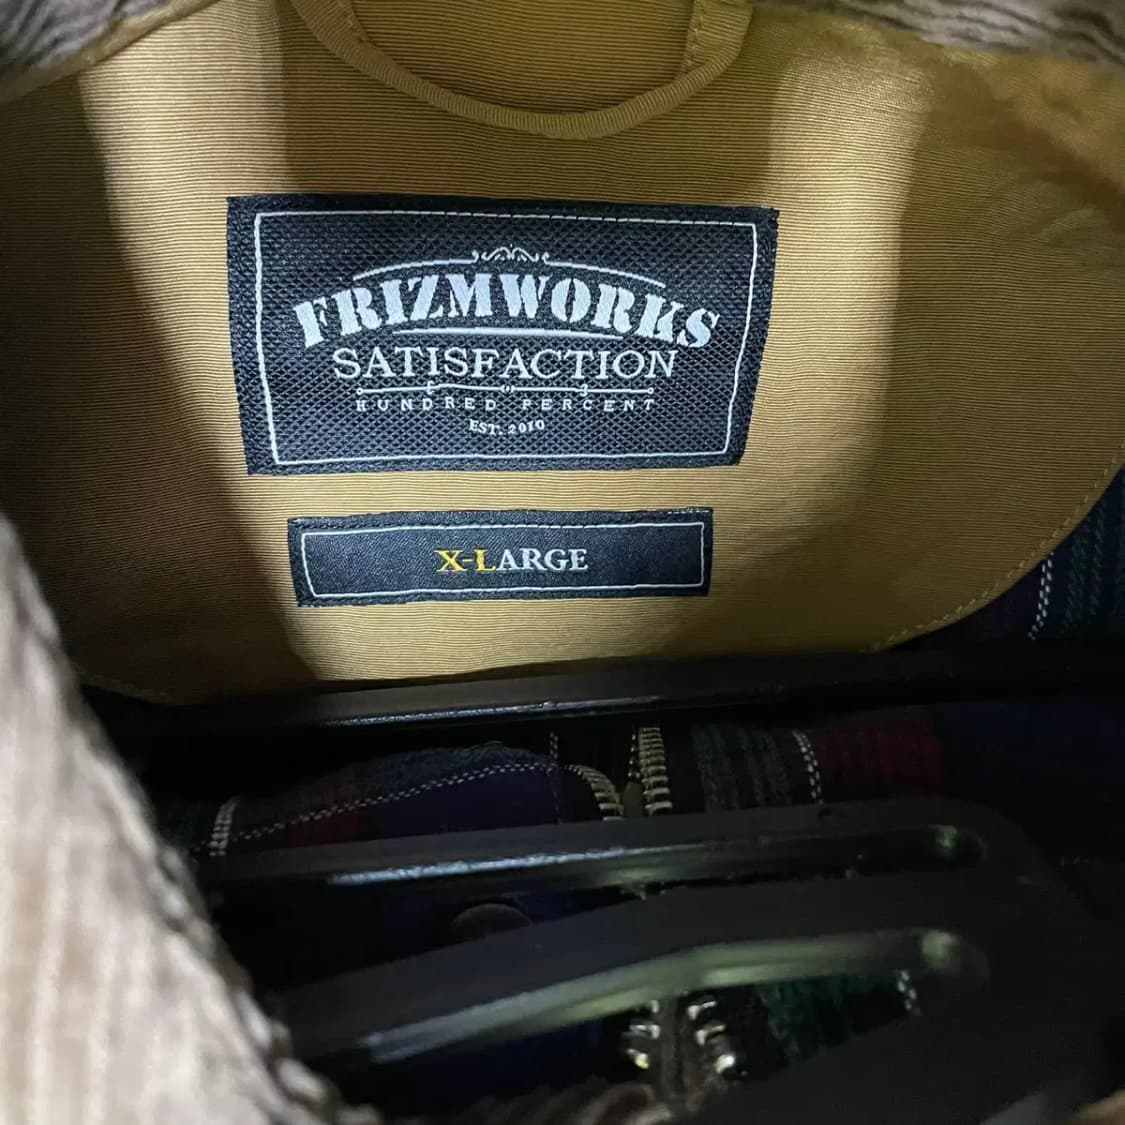 FRIZMWORKS
SATISFACTION
HUNDRED PERCENT
EST. 2010
X-LARGE